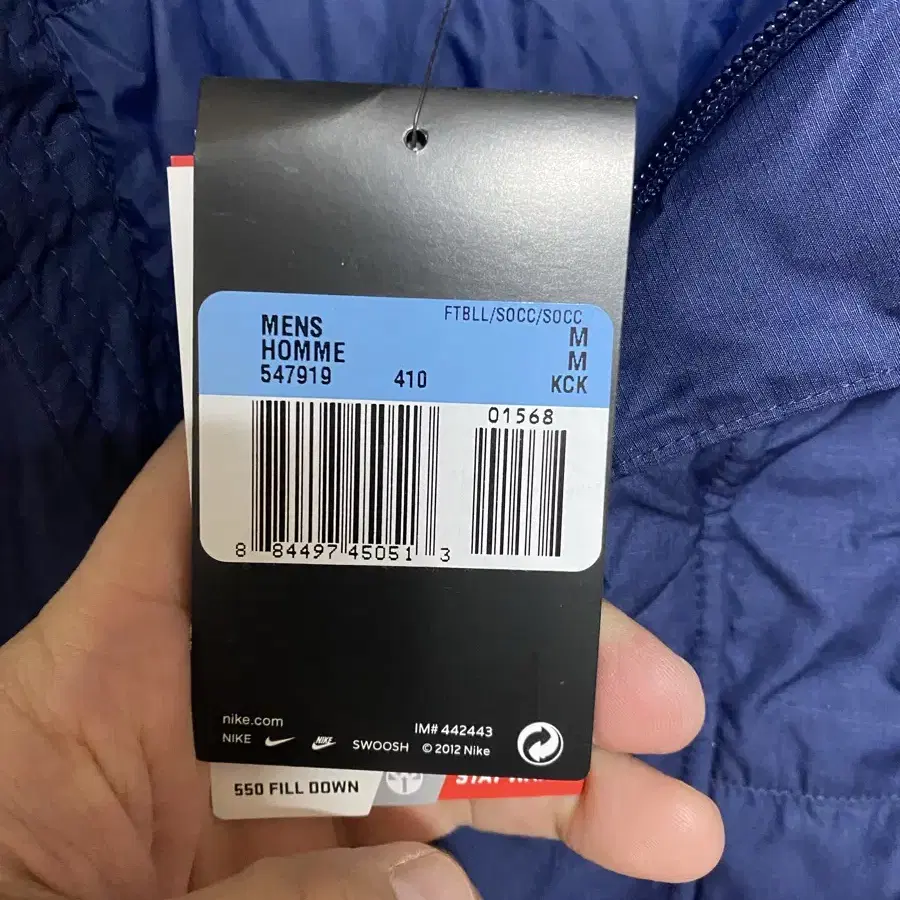 FTBLL/SOCC/SOCC
MENS M
HOMME M
547919 410 KCK
01568
8 84497 45051 3
nike.com
IM# 442443
NIKE NIKE SWOOSH © 2012 Nike
550 FILL DOWN